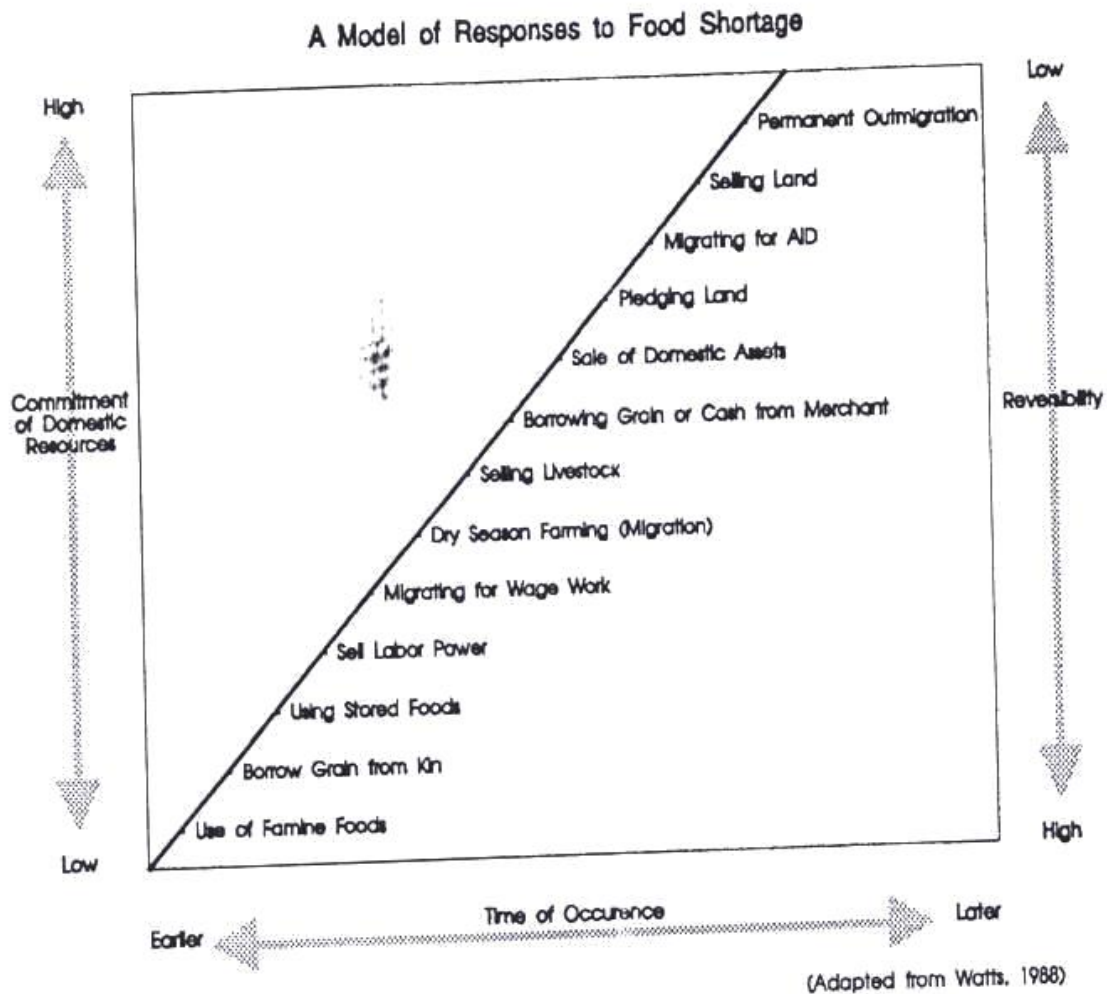 A Model of Responses to Food Shortage
High
Low
Permanent Outmigration
Selling Land
Migrating for AID
Pledging Land
Sale of Domestic Assets
Commitment
of Domestic
Resources
Borrowing Grain or Cash from Merchant
Reversibility
Selling Livestock
Dry Season Farming (Migration)
Migrating for Wage Work
Sell Labor Power
Using Stored Foods
Borrow Grain from Kin
Use of Famine Foods
Low
High
Earlier
Time of Occurence
Later
(Adapted from Watts, 1988)